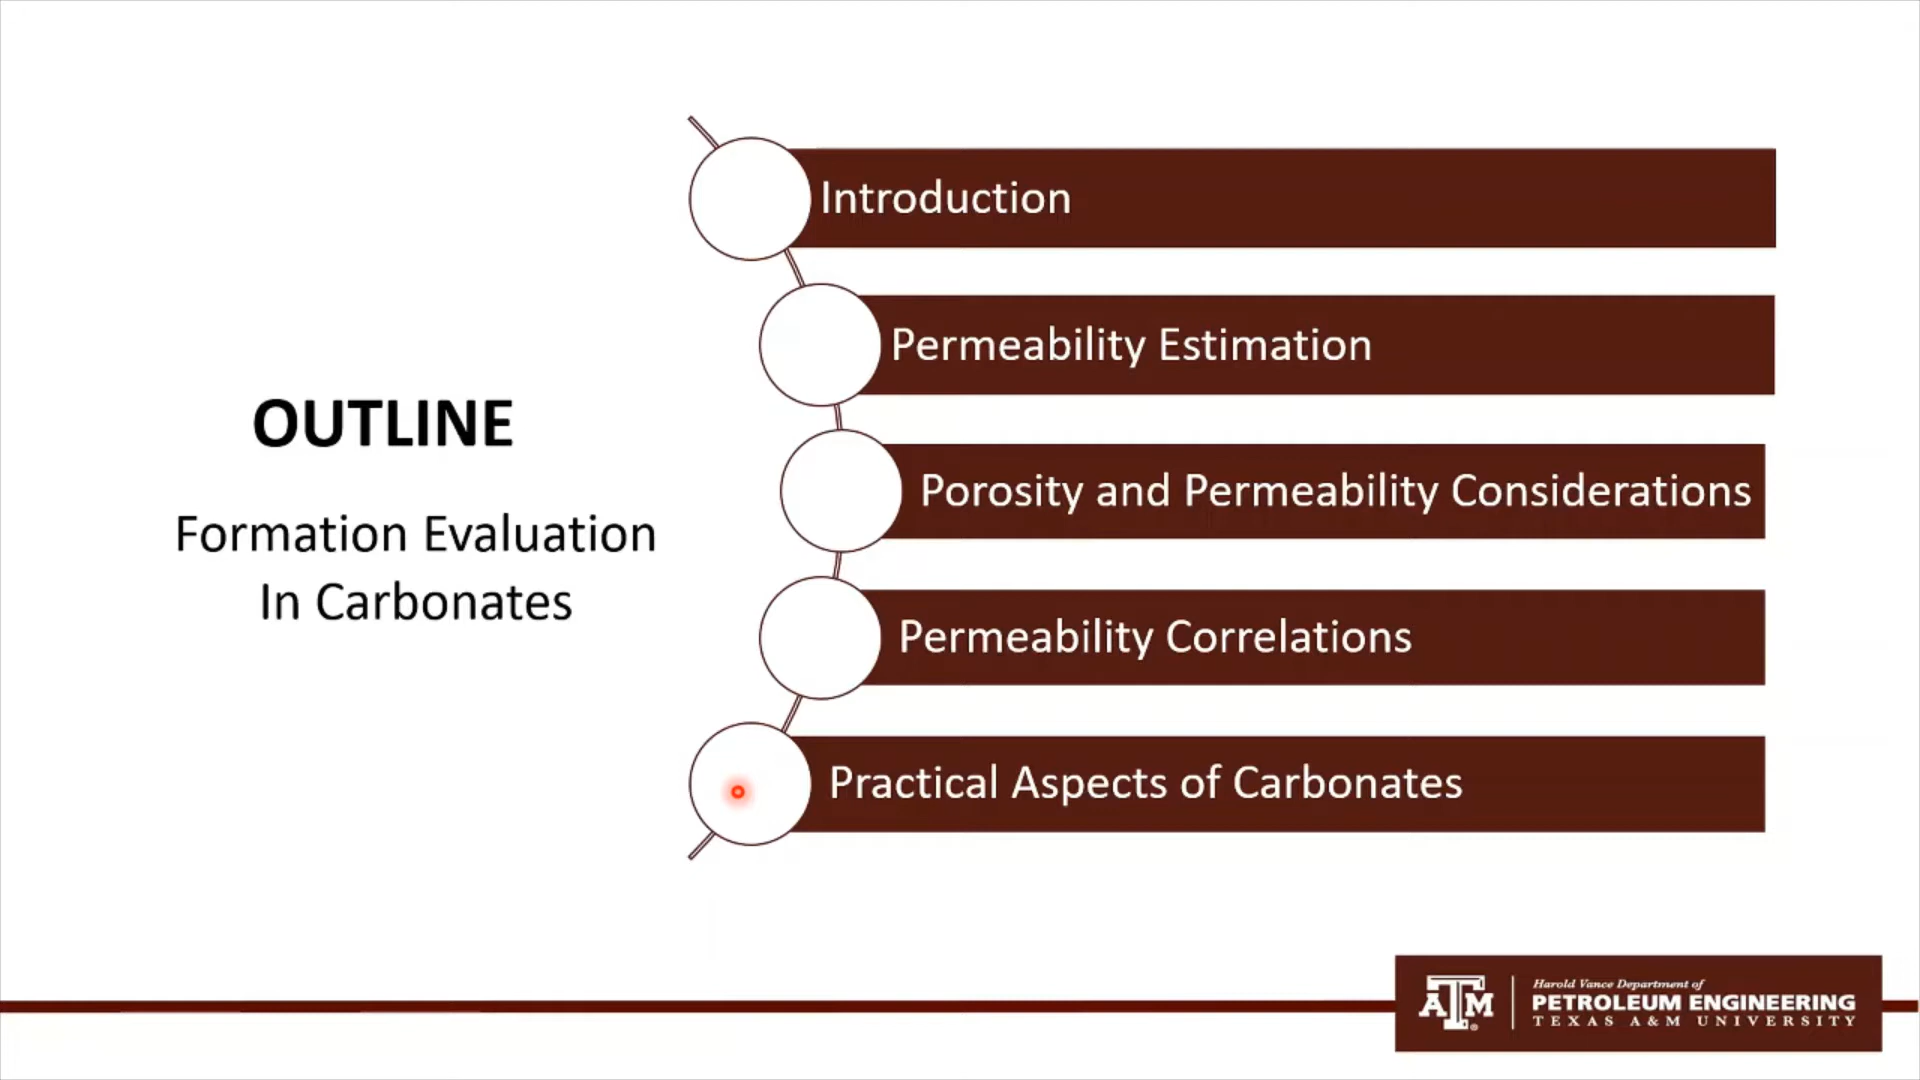 OUTLINE
Formation Evaluation
In Carbonates
Introduction
Permeability Estimation
Porosity and Permeability Considerations
Permeability Correlations
Practical Aspects of Carbonates
ATM
Harold Vance Department of
PETROLEUM ENGINEERING
TEXAS A&M UNIVERSITY